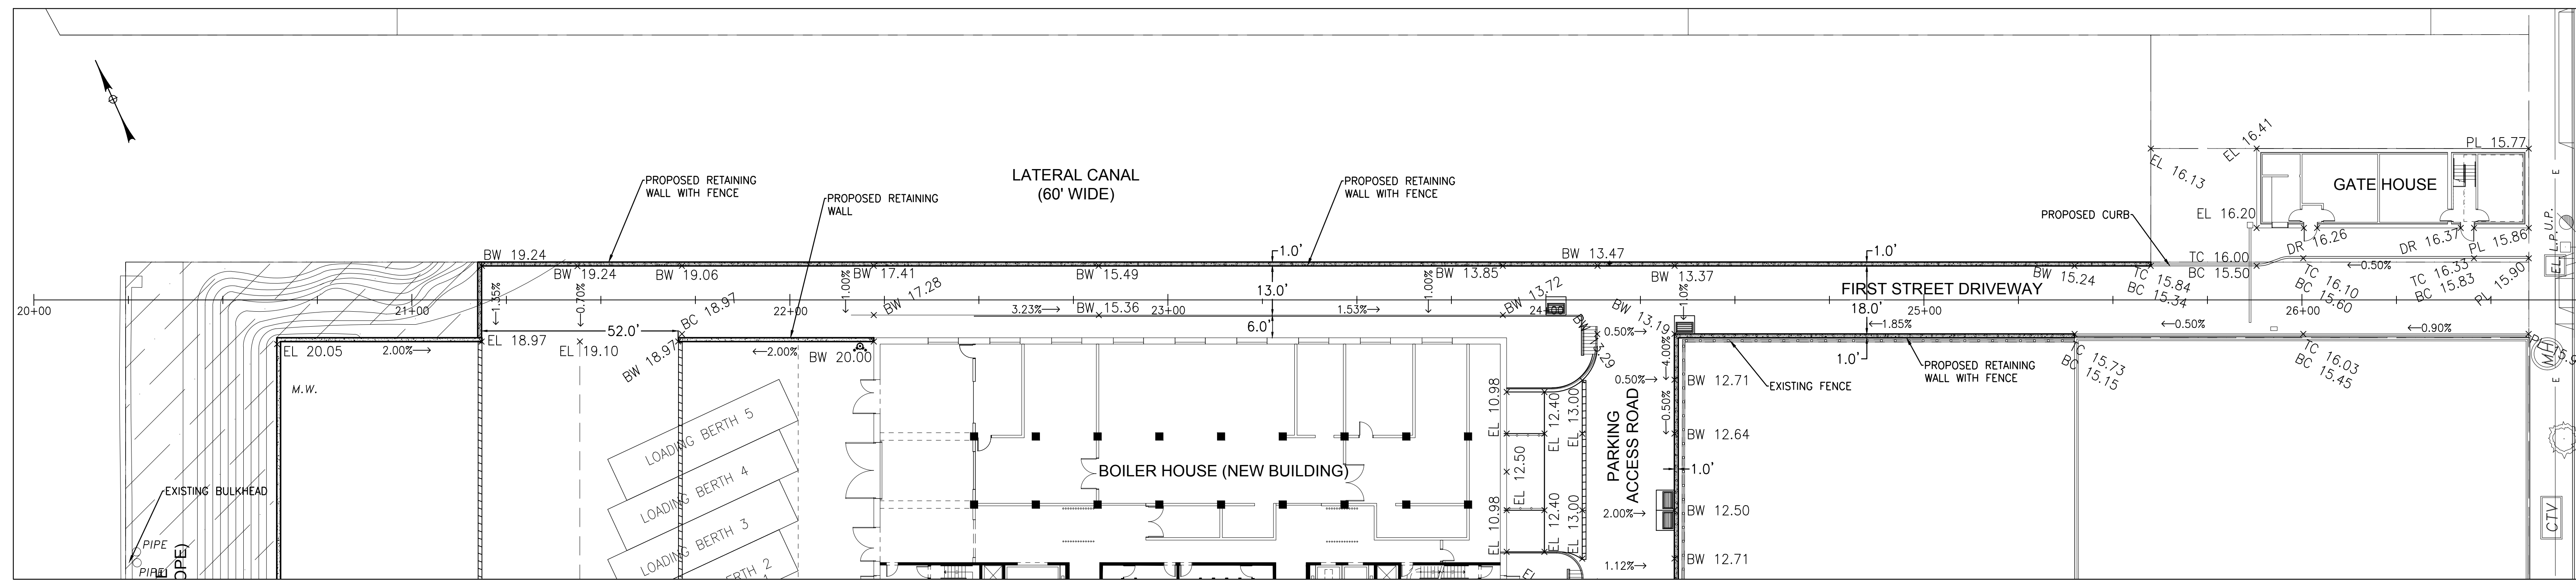 LATERAL CANAL
(60' WIDE)
PROPOSED RETAINING
WALL WITH FENCE
PROPOSED RETAINING
WALL
PROPOSED RETAINING
WALL WITH FENCE
PROPOSED CURB
EL 16.13
EL 16.41
PL 15.77
GATE HOUSE
EL 16.20
DR 16.26
DR 16.37
PL 15.86
BW 19.24
BW 19.24
BW 19.06
BW 17.41
BW 15.49
1.0'
BW 13.85
BW 13.47
BW 13.37
1.0'
BW 15.24
TC 15.84
BC 15.34
TC 16.00
BC 15.50
←0.50%
TC 16.10
BC 15.60
TC 16.33
BC 15.83
PL 15.90
20+00
21+00
←1.35%
←0.70%
BC 18.97
22+00
←1.00%
BW 17.28
3.23%→
BW 15.36
23+00
13.0'
1.53%→
←1.00%
BW 13.72
24+00
BW 13.29
BW 13.19
←1.0%
FIRST STREET DRIVEWAY
18.0'
25+00
←1.85%
←0.50%
26+00
←0.90%
EL 20.05
2.00%→
EL 18.97
52.0'
EL 19.10
BW 18.97
←2.00%
BW 20.00
6.0'
0.50%→
←4.00%
1.0'
TC 15.73
BC 15.15
TC 16.03
BC 15.45
M.W.
EXISTING FENCE
PROPOSED RETAINING
WALL WITH FENCE
0.50%→
←0.50%
BW 12.71
BW 12.64
BW 12.50
BW 12.71
LOADING BERTH 5
LOADING BERTH 4
LOADING BERTH 3
BOILER HOUSE (NEW BUILDING)
EL 10.98
EL 12.40
EL 13.00
EL 12.50
EL 10.98
EL 12.40
EL 13.00
PARKING
ACCESS ROAD
1.0'
2.00%→
1.12%→
EXISTING BULKHEAD
PIPE
PIPE
E
E
U.P.
L.P.
EL
MH
E
CTV